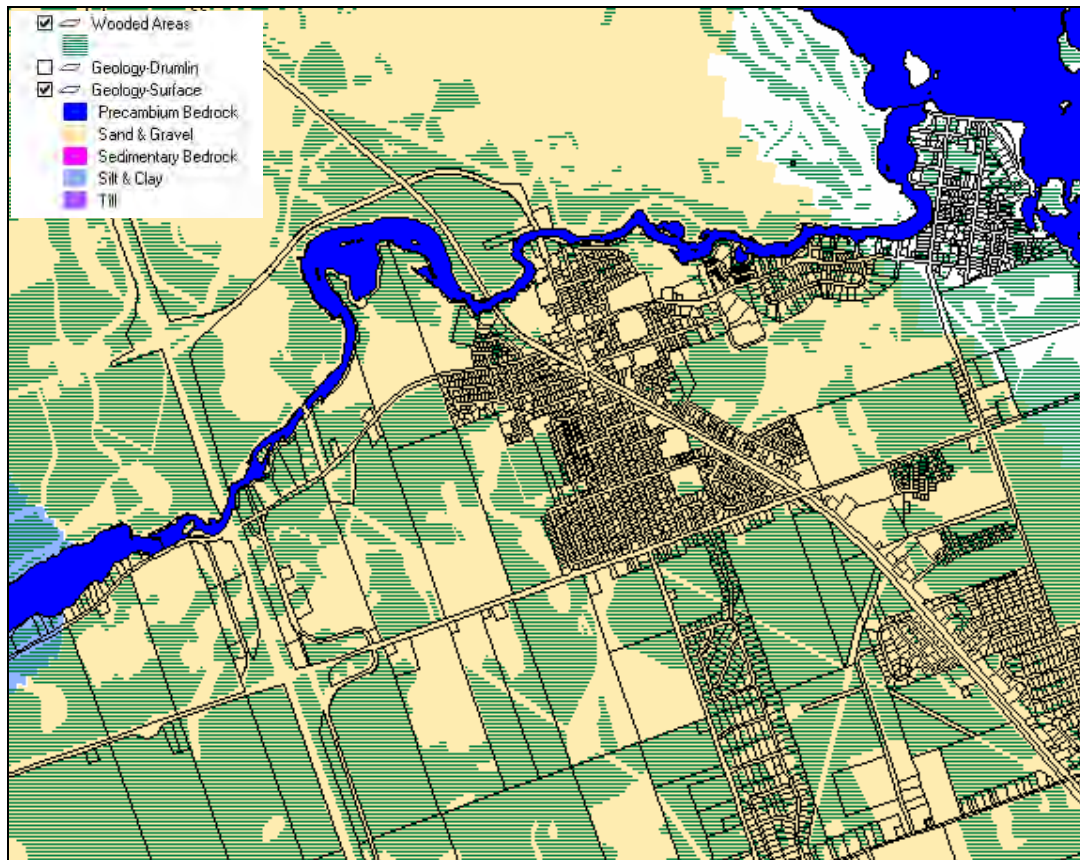 Wooded Areas
Geology-Drumlin
Geology-Surface
Precambium Bedrock
Sand & Gravel
Sedimentary Bedrock
Silt & Clay
Till